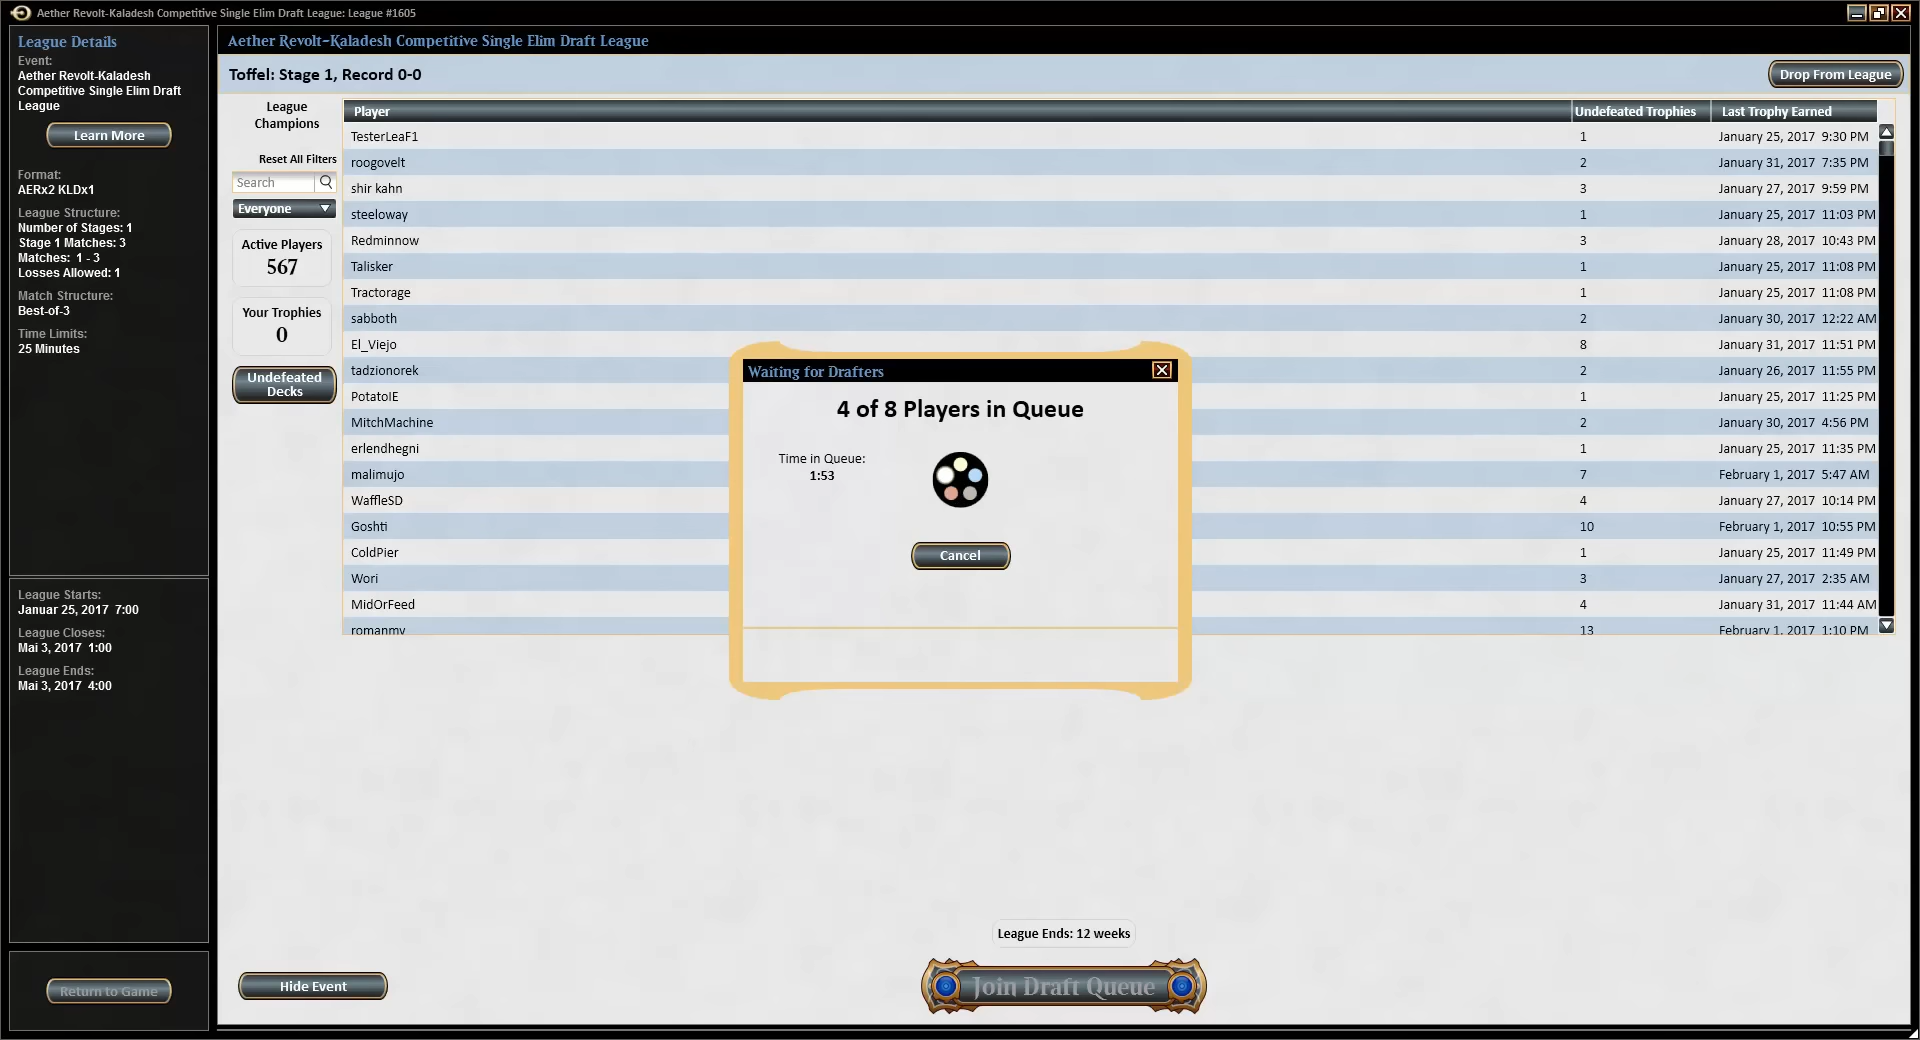 Aether Revolt-Kaladesh Competitive Single Elim Draft League: League #1605
League Details
Event:
Aether Revolt-Kaladesh
Competitive Single Elim Draft
League
Learn More
Format:
AERx2 KLDx1
League Structure:
Number of Stages: 1
Stage 1 Matches: 3
Matches: 1 - 3
Losses Allowed: 1
Match Structure:
Best-of-3
Time Limits:
25 Minutes
League Starts:
Januar 25, 2017 7:00
League Closes:
Mai 3, 2017 1:00
League Ends:
Mai 3, 2017 4:00
Return to Game
Aether Revolt-Kaladesh Competitive Single Elim Draft League
Toffel: Stage 1, Record 0-0
Drop From League
League
Champions
Reset All Filters
Search
Everyone
Active Players
567
Your Trophies
0
Undefeated
Decks
Player Undefeated Trophies Last Trophy Earned
TesterLeaF1 1 January 25, 2017 9:30 PM
roogovelt 2 January 31, 2017 7:35 PM
shir kahn 3 January 27, 2017 9:59 PM
steeloway 1 January 25, 2017 11:03 PM
Redminnow 3 January 28, 2017 10:43 PM
Talisker 1 January 25, 2017 11:08 PM
Tractorage 1 January 25, 2017 11:08 PM
sabboth 2 January 30, 2017 12:22 AM
El_Viejo 8 January 31, 2017 11:51 PM
tadzionorek 2 January 26, 2017 11:55 PM
PotatoIE 1 January 25, 2017 11:25 PM
MitchMachine 2 January 30, 2017 4:56 PM
erlendhegni 1 January 25, 2017 11:35 PM
malimujo 7 February 1, 2017 5:47 AM
WaffleSD 4 January 27, 2017 10:14 PM
Goshti 10 February 1, 2017 10:55 PM
ColdPier 1 January 25, 2017 11:49 PM
Wori 3 January 27, 2017 2:35 AM
MidOrFeed 4 January 31, 2017 11:44 AM
romanmv 13 February 1, 2017 1:10 PM
Waiting for Drafters
4 of 8 Players in Queue
Time in Queue:
1:53
Cancel
League Ends: 12 weeks
Hide Event
Join Draft Queue